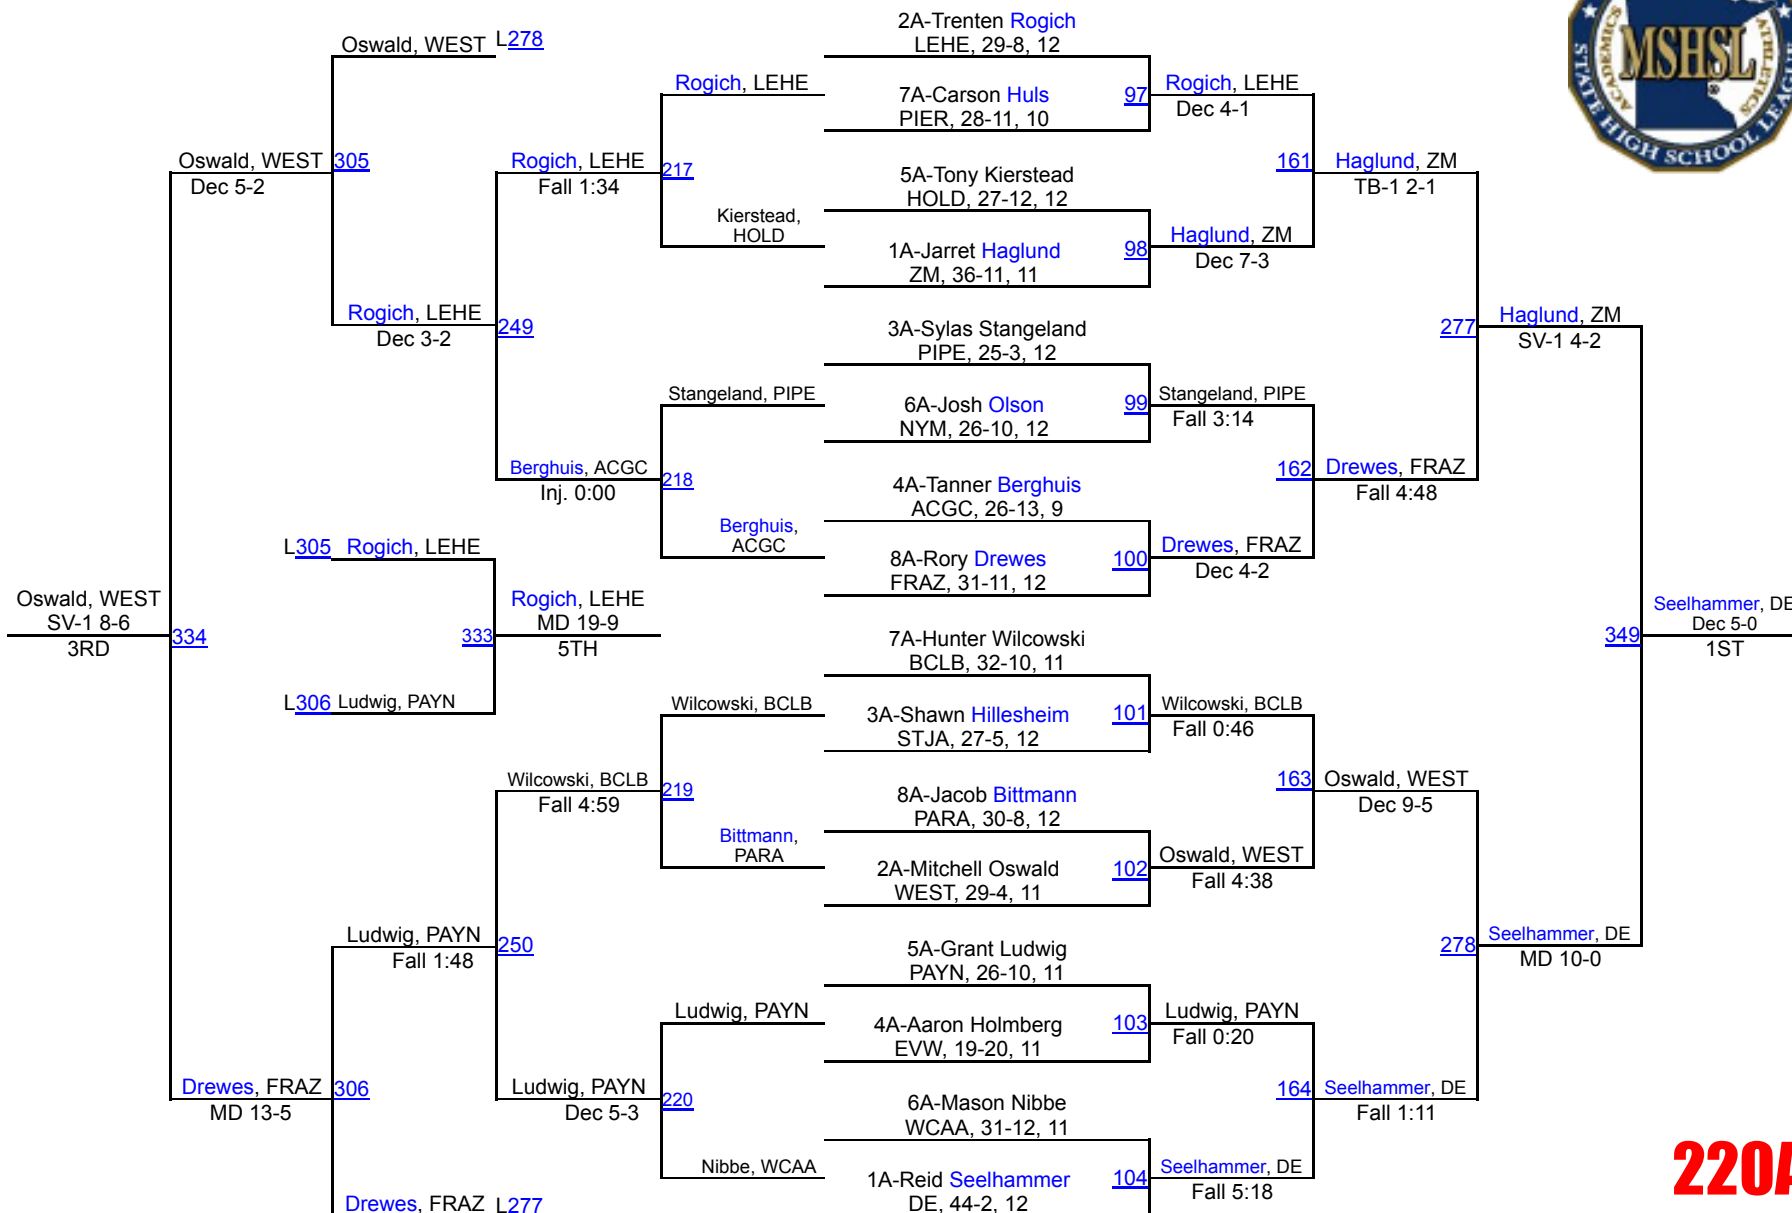 2A-Trenten Rogich
LEHE, 29-8, 12
7A-Carson Huls
PIER, 28-11, 10
97
5A-Tony Kierstead
HOLD, 27-12, 12
1A-Jarret Haglund
ZM, 36-11, 11
98
3A-Sylas Stangeland
PIPE, 25-3, 12
6A-Josh Olson
NYM, 26-10, 12
99
4A-Tanner Berghuis
ACGC, 26-13, 9
8A-Rory Drewes
FRAZ, 31-11, 12
100
7A-Hunter Wilcowski
BCLB, 32-10, 11
3A-Shawn Hillesheim
STJA, 27-5, 12
101
8A-Jacob Bittmann
PARA, 30-8, 12
2A-Mitchell Oswald
WEST, 29-4, 11
102
5A-Grant Ludwig
PAYN, 26-10, 11
4A-Aaron Holmberg
EVW, 19-20, 11
103
6A-Mason Nibbe
WCAA, 31-12, 11
1A-Reid Seelhammer
DE, 44-2, 12
104
Rogich, LEHE
Dec 4-1
161
Haglund, ZM
Dec 7-3
Stangeland, PIPE
Fall 3:14
162
Drewes, FRAZ
Dec 4-2
Wilcowski, BCLB
Fall 0:46
163
Oswald, WEST
Fall 4:38
Ludwig, PAYN
Fall 0:20
164
Seelhammer, DE
Fall 5:18
Haglund, ZM
TB-1 2-1
277
Drewes, FRAZ
Fall 4:48
Oswald, WEST
Dec 9-5
278
Seelhammer, DE
Fall 1:11
Haglund, ZM
SV-1 4-2
349
Seelhammer, DE
MD 10-0
Seelhammer, DE
Dec 5-0
1ST
Rogich, LEHE
217
Kierstead,
HOLD
Stangeland, PIPE
218
Berghuis,
ACGC
Wilcowski, BCLB
219
Bittmann,
PARA
Ludwig, PAYN
220
Nibbe, WCAA
Rogich, LEHE
Fall 1:34
249
Berghuis, ACGC
Inj. 0:00
Wilcowski, BCLB
Fall 4:59
250
Ludwig, PAYN
Dec 5-3
Oswald, WEST L278
305
Rogich, LEHE
Dec 3-2
Ludwig, PAYN
Fall 1:48
306
Drewes, FRAZ L277
Oswald, WEST
Dec 5-2
334
Drewes, FRAZ
MD 13-5
Oswald, WEST
SV-1 8-6
3RD
L305 Rogich, LEHE
333
L306 Ludwig, PAYN
Rogich, LEHE
MD 19-9
5TH
MSHSL
ACADEMICS
ATHLETICS
STATE HIGH SCHOOL LEAGUE
220A